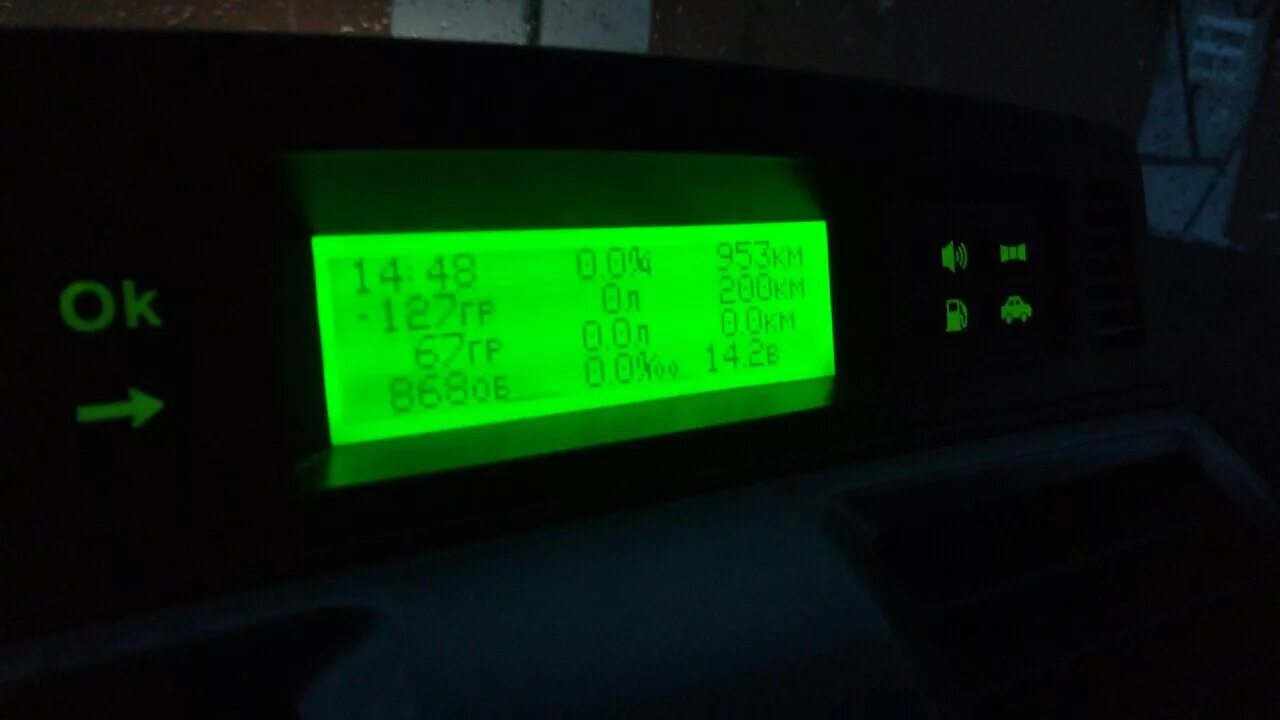 Ok
14:48 0.0%ч 953км
-127гр 0л 200км
67гр 0.0л 0.0км
868об 0.0%оо 14.2в